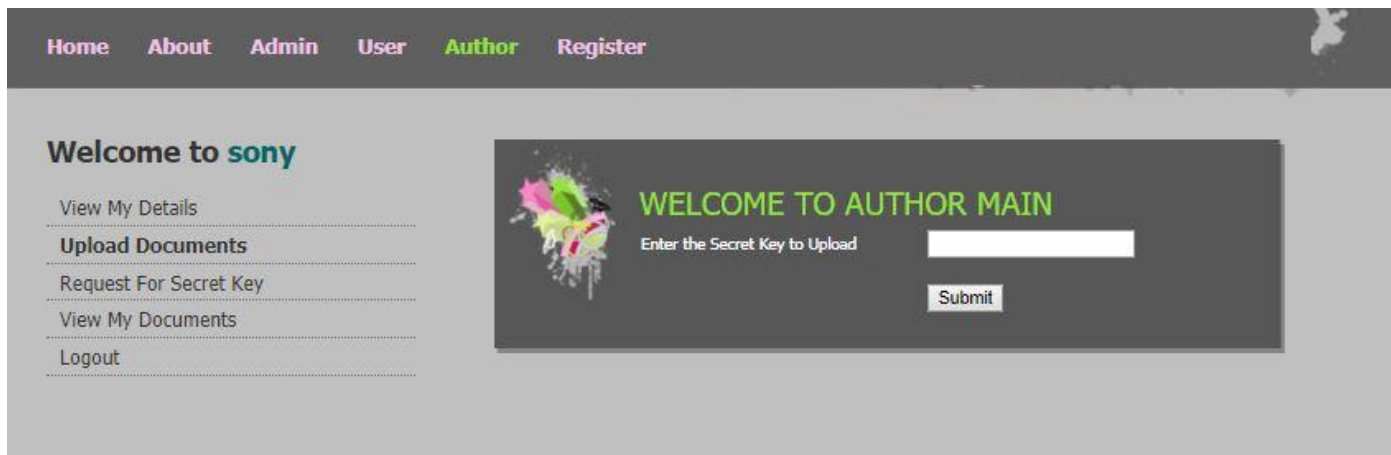 Home About Admin User Author Register
Welcome to sony
View My Details
Upload Documents
Request For Secret Key
View My Documents
Logout
WELCOME TO AUTHOR MAIN
Enter the Secret Key to Upload
Submit